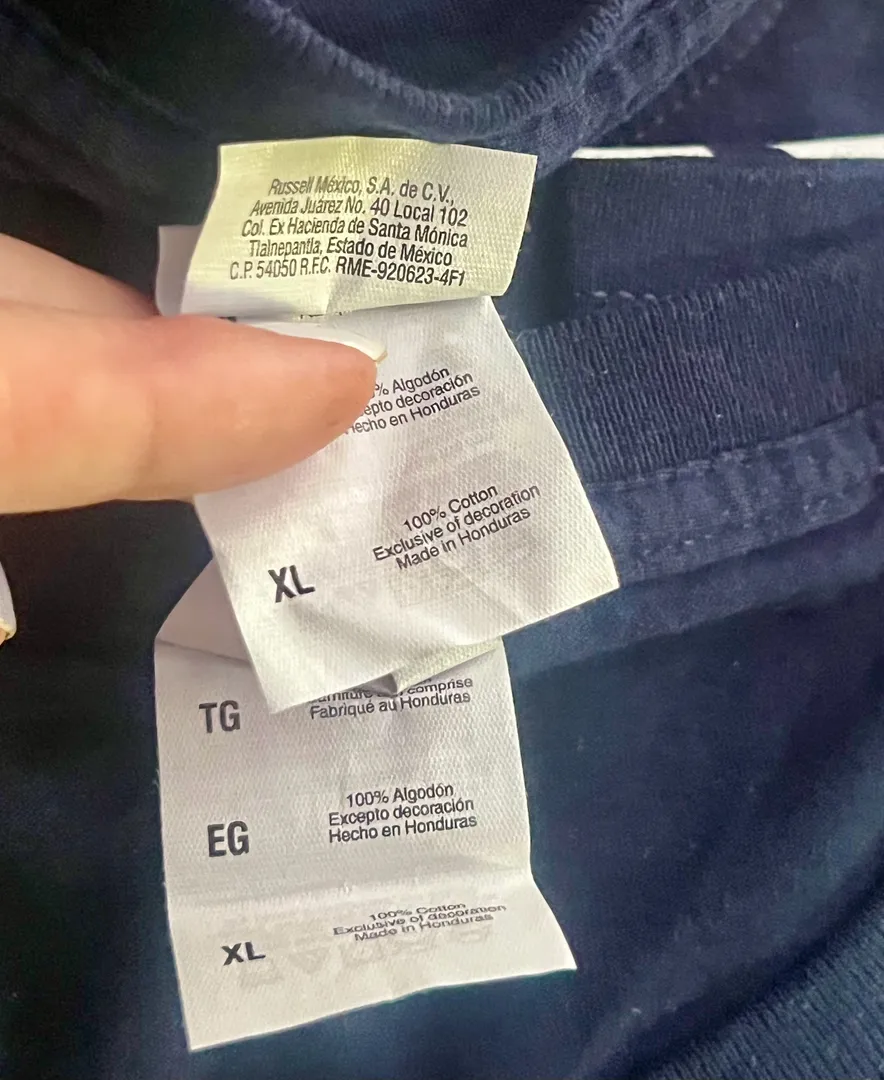 Russell México, S.A. de C.V.,
Avenida Juárez No. 40 Local 102
Col. Ex Hacienda de Santa Mónica
Tlalnepantla, Estado de México
C.P. 54050 R.F.C. RME-920623-4F1
% Algodón
decoración
en Honduras
100% Cotton
Exclusive of decoration
Made in Honduras
XL
comprise
TG
Fabriqué au Honduras
100% Algodón
Excepto decoración
Hecho en Honduras
EG
100% Cotton
Exclusive of decoration
Made in Honduras
XL